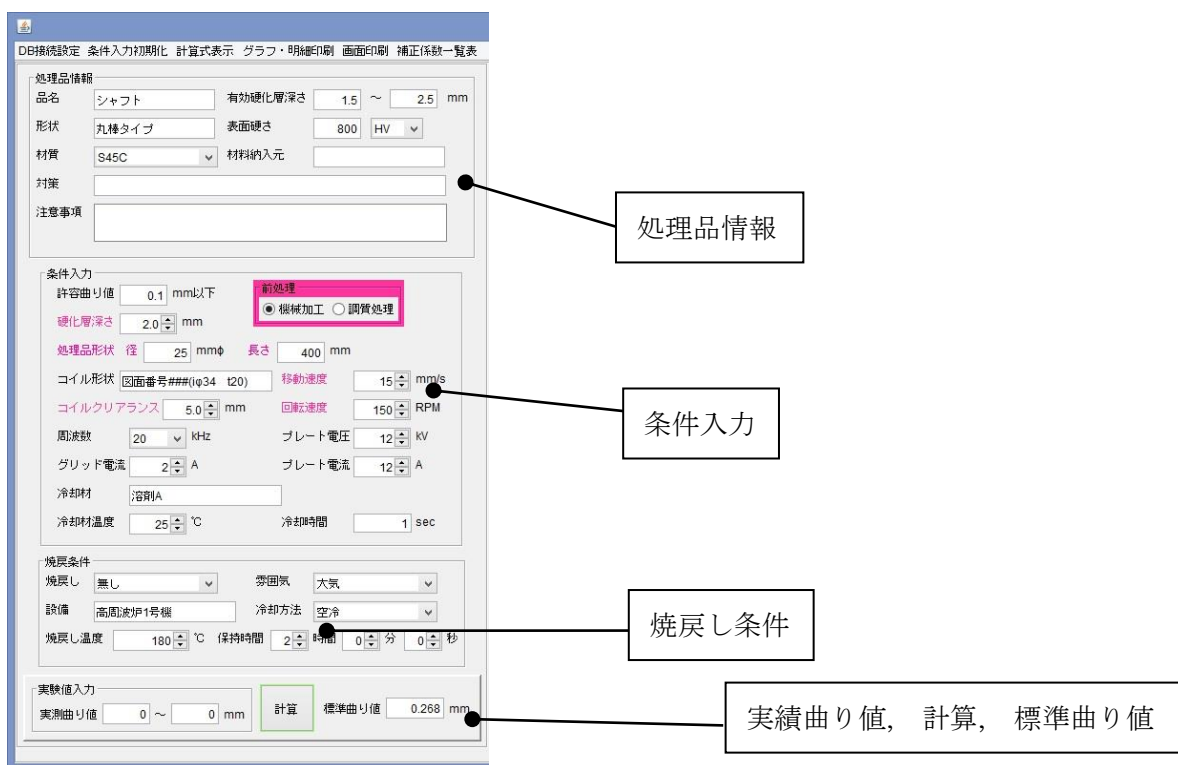 DB接続設定 条件入力初期化 計算式表示 グラフ・明細印刷 画面印刷 補正係数一覧表
処理品情報
品名 シャフト 有効硬化層深さ 1.5 ～ 2.5 mm
形状 丸棒タイプ 表面硬さ 800 HV
材質 S45C 材料納入元
対策
注意事項
処理品情報
条件入力
許容曲り値 0.1 mm以下 前処理
機械加工 調質処理
硬化層深さ 2.0 mm
処理品形状 径 25 mmφ 長さ 400 mm
コイル形状 図面番号###(iφ34 t20) 移動速度 15 mm/s
コイルクリアランス 5.0 mm 回転速度 150 RPM
条件入力
周波数 20 kHz プレート電圧 12 kV
グリッド電流 2 A プレート電流 12 A
冷却材 溶剤A
冷却材温度 25 ℃ 冷却時間 1 sec
焼戻条件
焼戻し 無し 雰囲気 大気
設備 高周波炉1号機 冷却方法 空冷
焼戻し温度 180 ℃ 保持時間 2 時間 0 分 0 秒
焼戻し条件
実験値入力
実測曲り値 0 ～ 0 mm 計算 標準曲り値 0.268 mm
実績曲り値， 計算， 標準曲り値